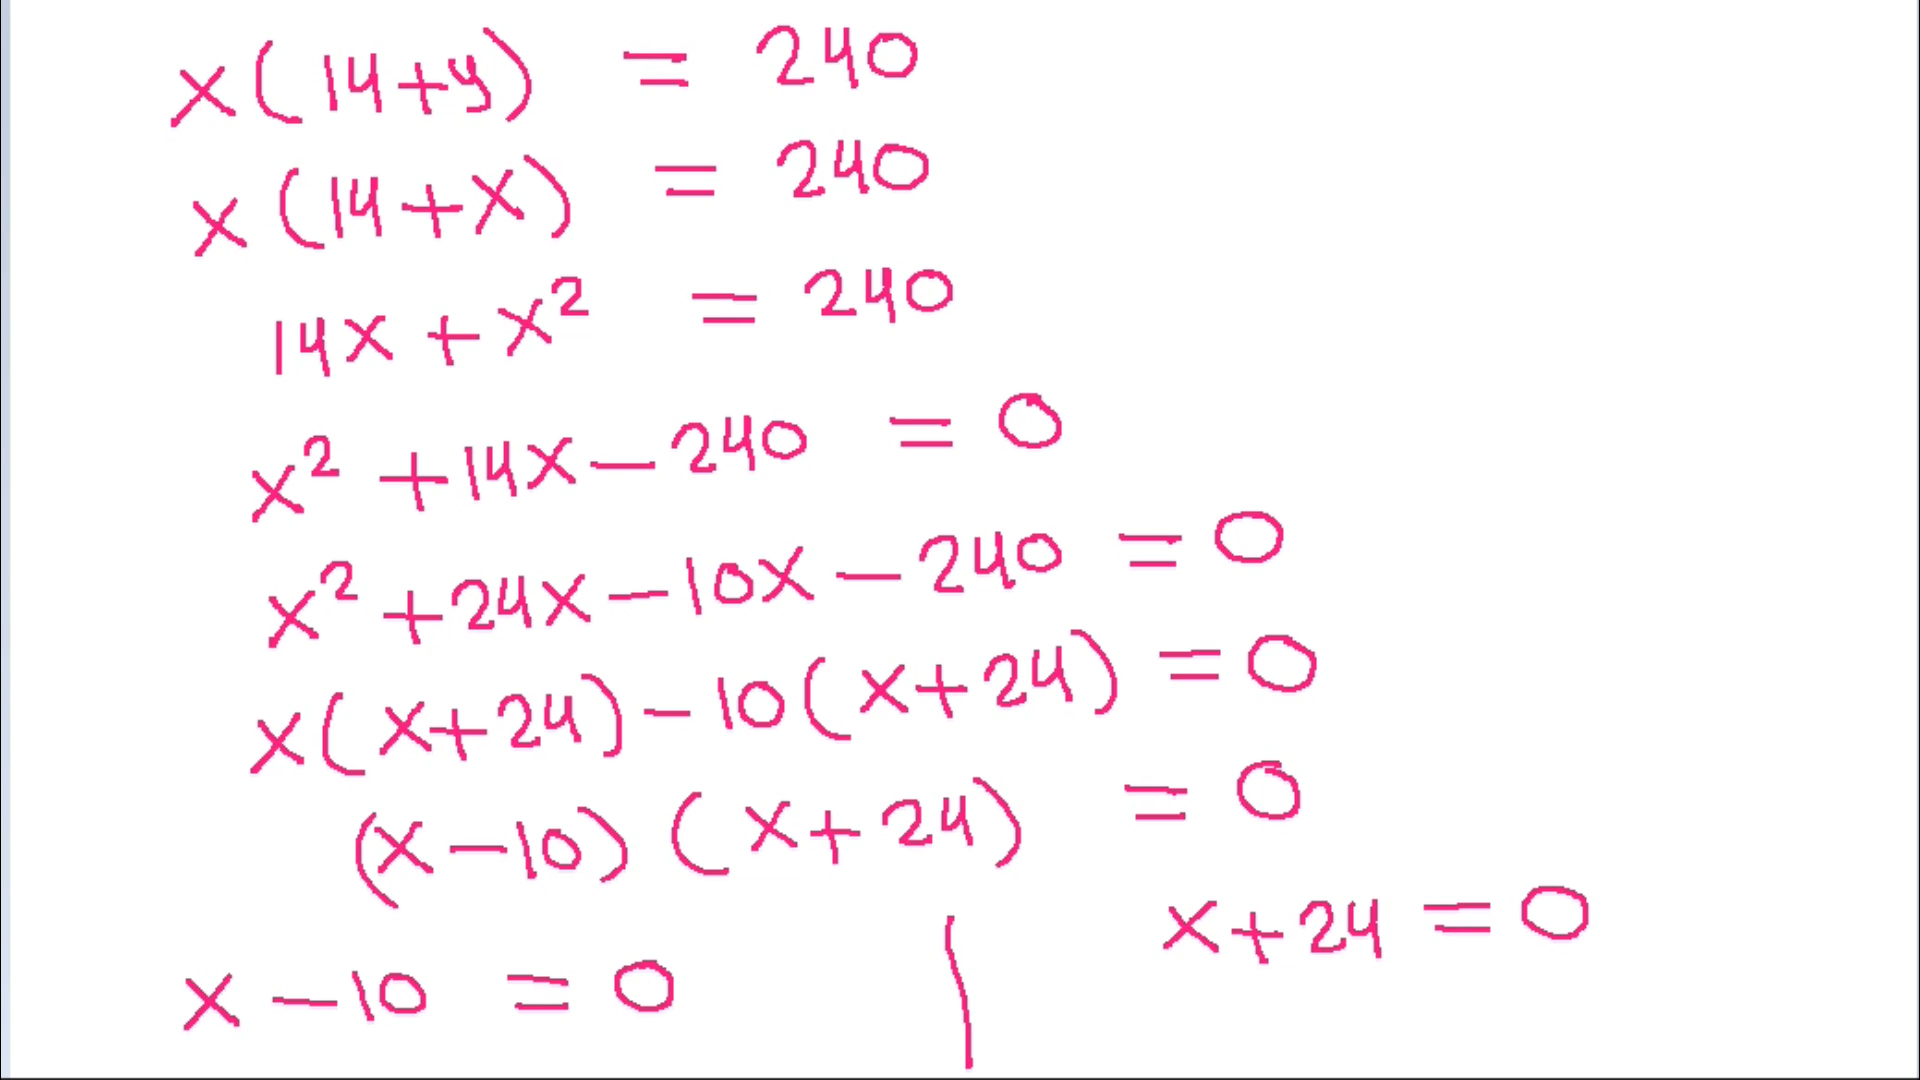 x(14+y) = 240
x(14+x) = 240
14x + x² = 240
x² +14x - 240 = 0
x² +24x - 10x - 240 = 0
x(x+24) - 10(x+24) = 0
(x-10) (x+24) = 0
x - 10 = 0 | x+24 = 0